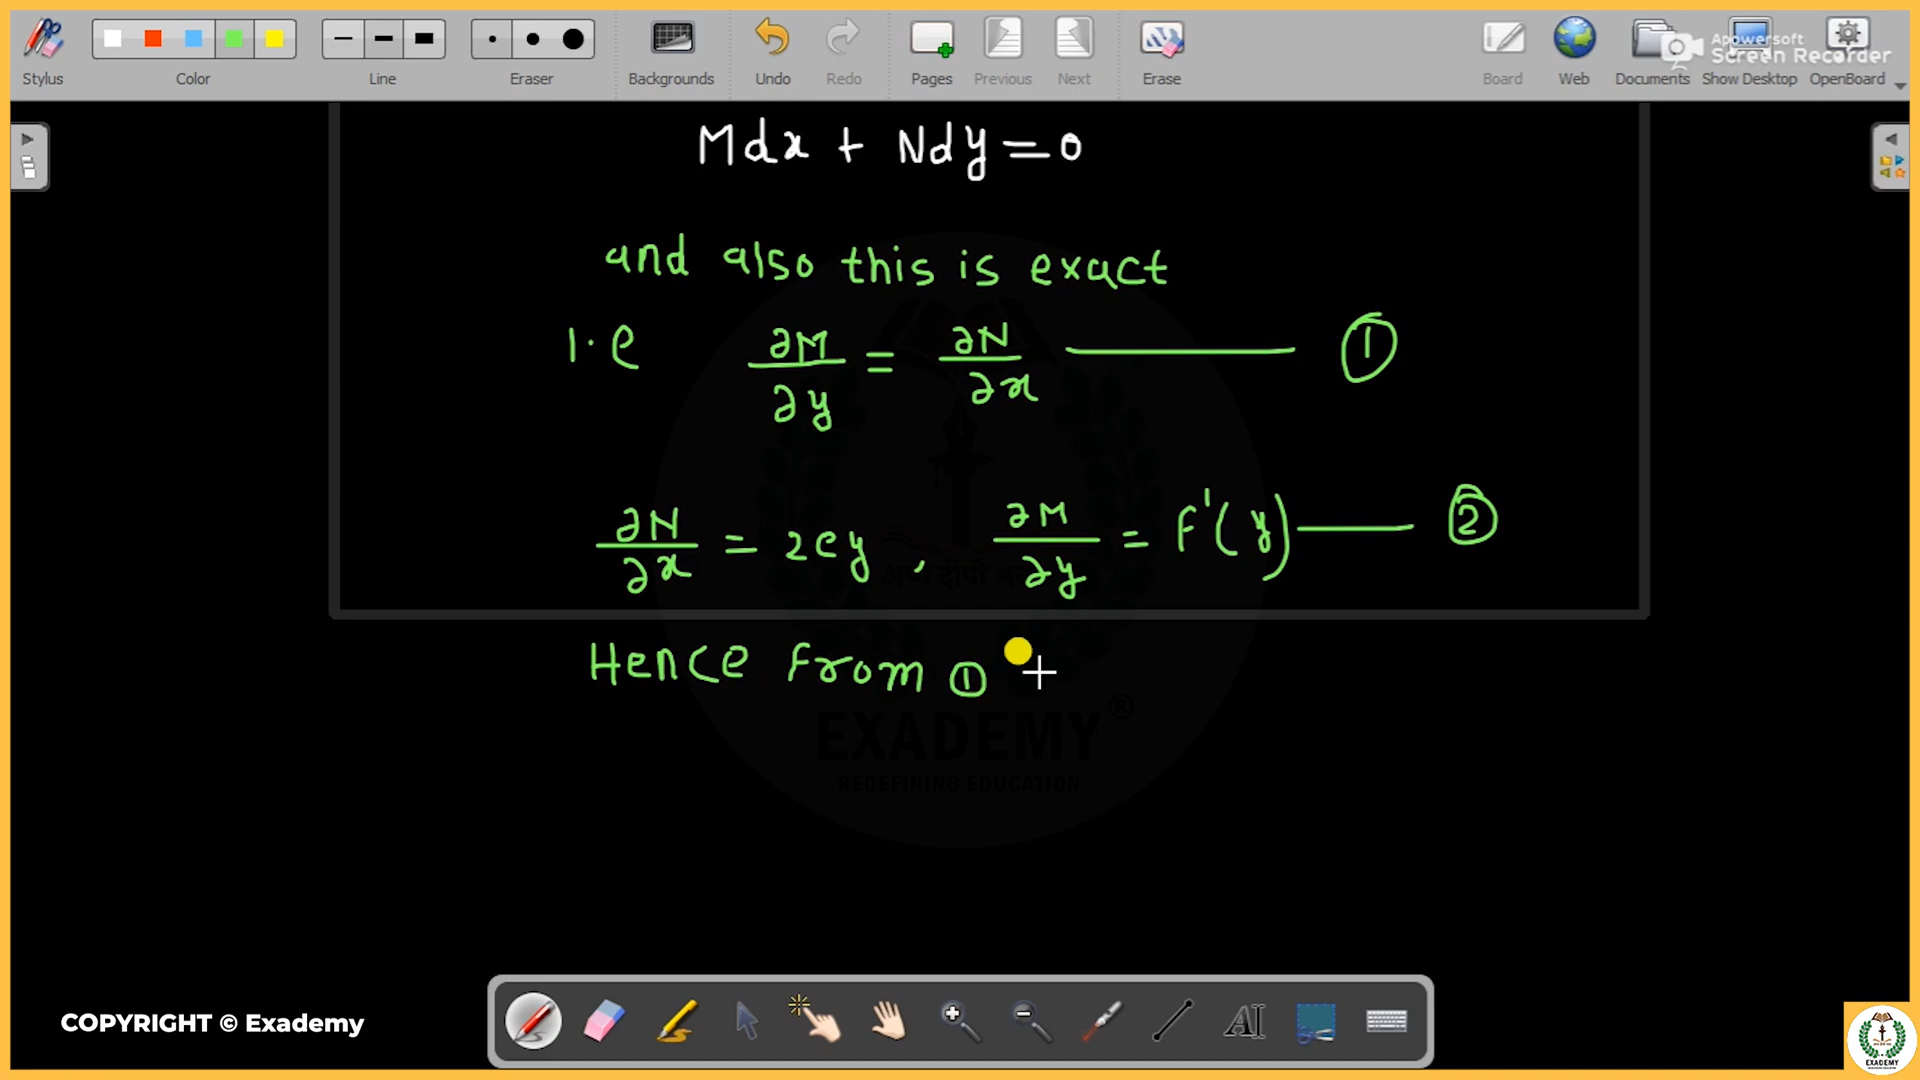 Stylus Color Line Eraser Backgrounds Undo Redo Pages Previous Next Erase Board Web Documents Show Desktop OpenBoard
Apowersoft
Screen Recorder
Mdx + Ndy = 0
and also this is exact
i.e ∂M/∂y = ∂N/∂x ——— ①
∂N/∂x = 2ey , ∂M/∂y = F'(y) ——— ②
Hence From ①
EXADEMY®
REDEFINING EDUCATION
COPYRIGHT © Exademy
EXADEMY